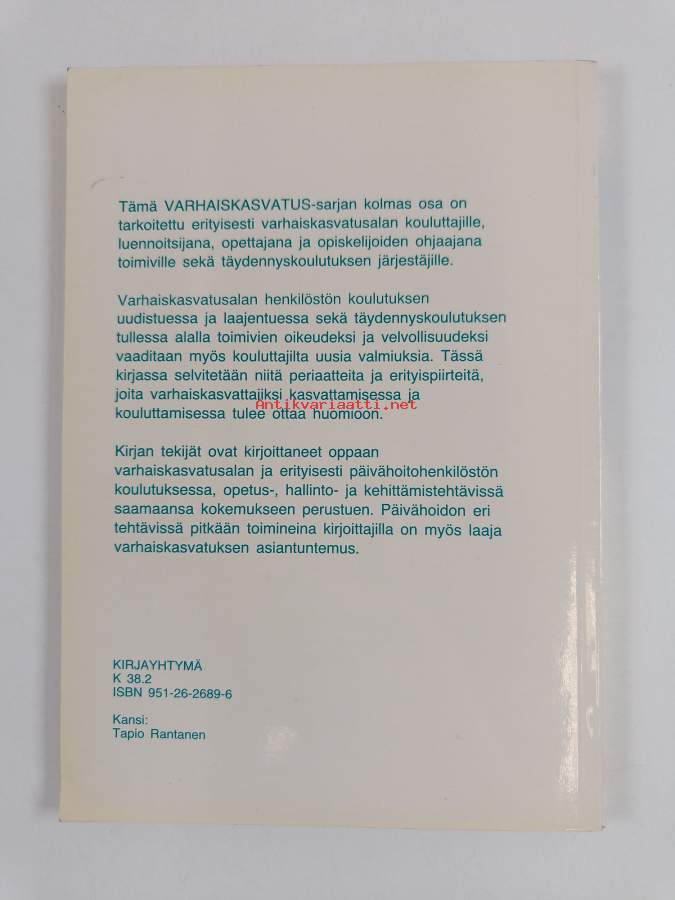 Tämä VARHAISKASVATUS-sarjan kolmas osa on
tarkoitettu erityisesti varhaiskasvatusalan kouluttajille,
luennoitsijana, opettajana ja opiskelijoiden ohjaajana
toimiville sekä täydennyskoulutuksen järjestäjille.
Varhaiskasvatusalan henkilöstön koulutuksen
uudistuessa ja laajentuessa sekä täydennyskoulutuksen
tullessa alalla toimivien oikeudeksi ja velvollisuudeksi
vaaditaan myös kouluttajilta uusia valmiuksia. Tässä
kirjassa selvitetään niitä periaatteita ja erityispiirteitä,
joita varhaiskasvattajiksi kasvattamisessa ja
Antikvariaatti.net
kouluttamisessa tulee ottaa huomioon.
Kirjan tekijät ovat kirjoittaneet oppaan
varhaiskasvatusalan ja erityisesti päivähoitohenkilöstön
koulutuksessa, opetus-, hallinto- ja kehittämistehtävissä
saamaansa kokemukseen perustuen. Päivähoidon eri
tehtävissä pitkään toimineina kirjoittajilla on myös laaja
varhaiskasvatuksen asiantuntemus.
KIRJAYHTYMÄ
K 38.2
ISBN 951-26-2689-6
Kansi:
Tapio Rantanen